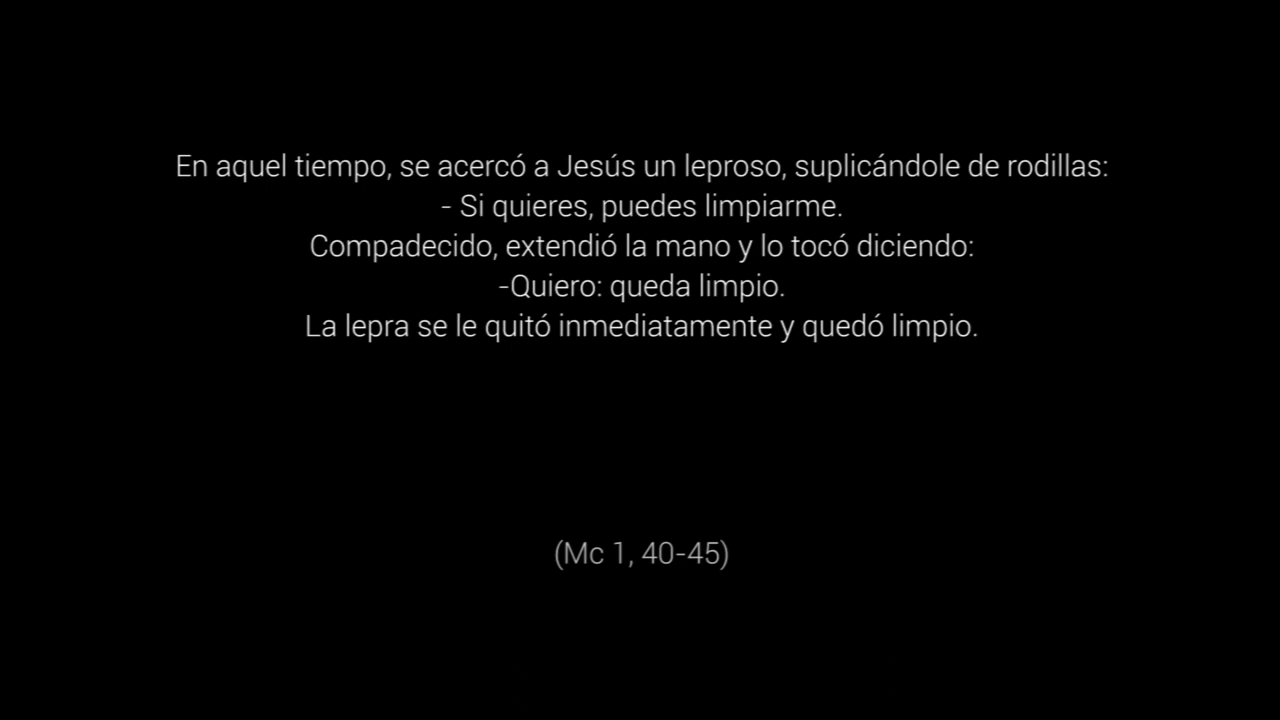 En aquel tiempo, se acercó a Jesús un leproso, suplicándole de rodillas:
- Si quieres, puedes limpiarme.
Compadecido, extendió la mano y lo tocó diciendo:
-Quiero: queda limpio.
La lepra se le quitó inmediatamente y quedó limpio.
(Mc 1, 40-45)